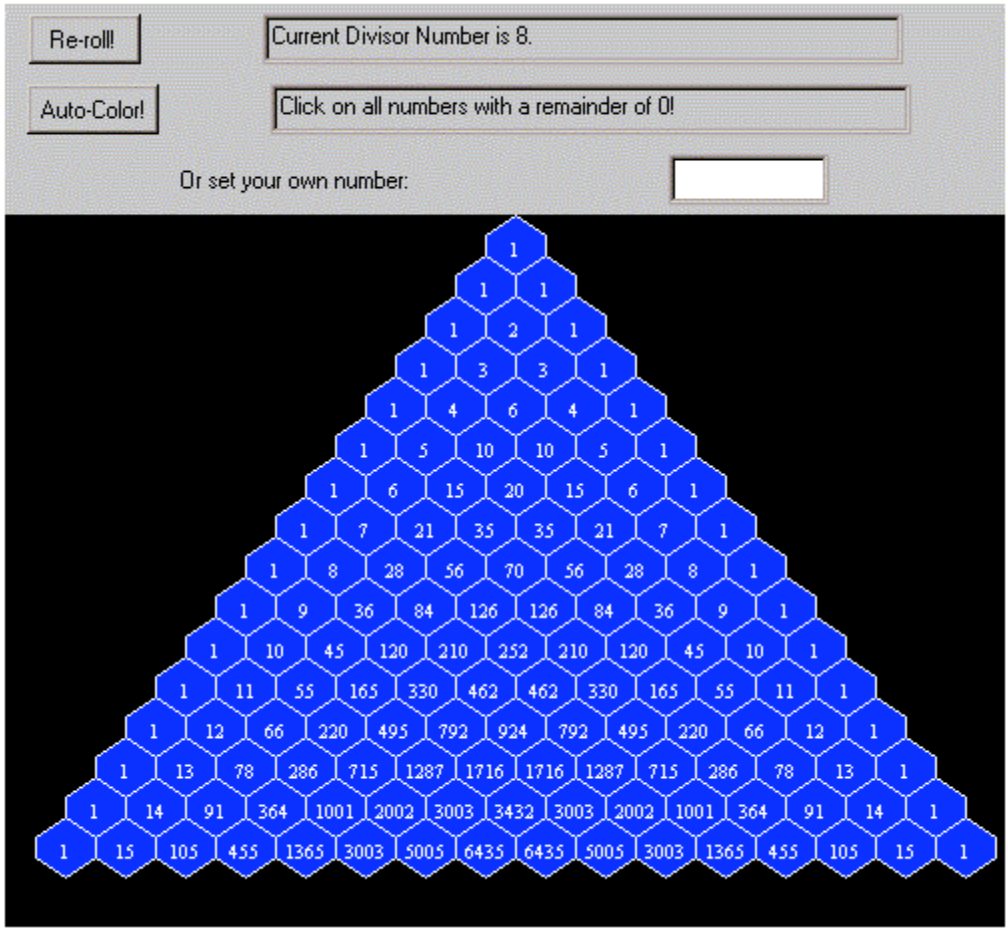 Re-roll!
Current Divisor Number is 8.
Auto-Color!
Click on all numbers with a remainder of 0!
Or set your own number:
1
1 1
1 2 1
1 3 3 1
1 4 6 4 1
1 5 10 10 5 1
1 6 15 20 15 6 1
1 7 21 35 35 21 7 1
1 8 28 56 70 56 28 8 1
1 9 36 84 126 126 84 36 9 1
1 10 45 120 210 252 210 120 45 10 1
1 11 55 165 330 462 462 330 165 55 11 1
1 12 66 220 495 792 924 792 495 220 66 12 1
1 13 78 286 715 1287 1716 1716 1287 715 286 78 13 1
1 14 91 364 1001 2002 3003 3432 3003 2002 1001 364 91 14 1
1 15 105 455 1365 3003 5005 6435 6435 5005 3003 1365 455 105 15 1